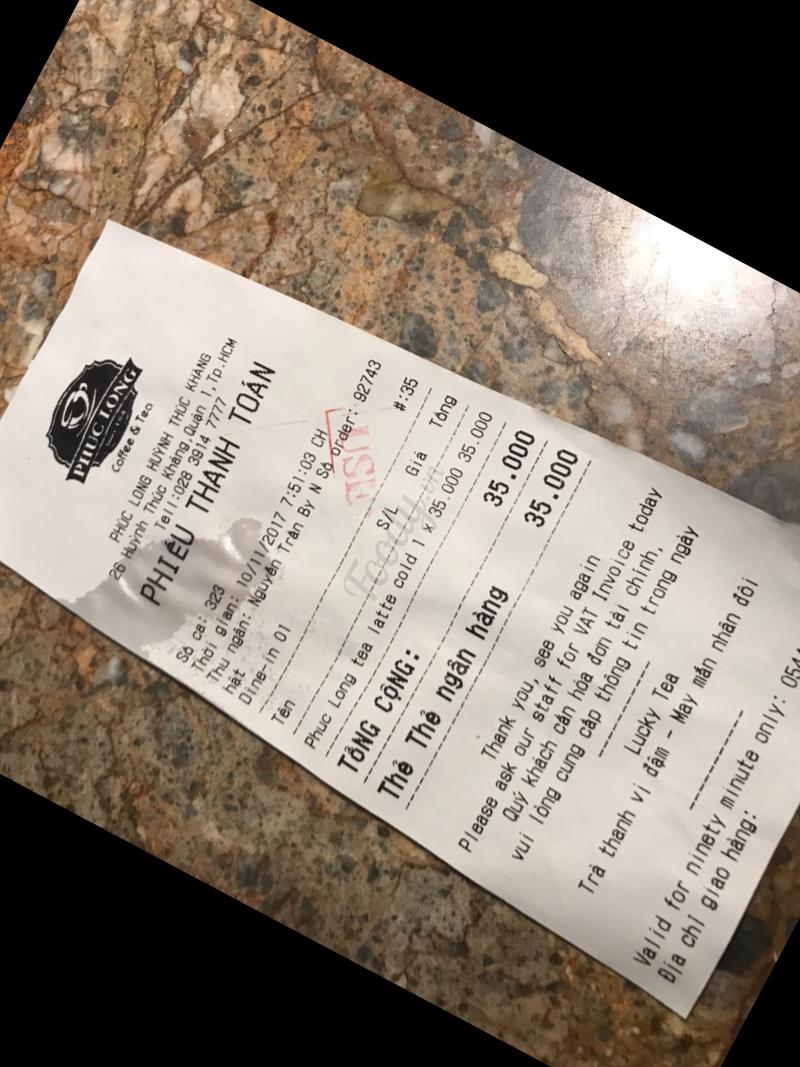 PHUC LONG
Coffee & Tea
PHÚC LONG HUỲNH THÚC KHÁNG
26 Huỳnh Thúc Kháng,Quận 1,Tp.HCM
Tell:028 3914 7777
PHIẾU THANH TOÁN
Số ca: 323
Thời gian: 10/11/2017 7:51:03 CH
Thu ngân: Nguyễn Trần By N Số order: 92743
hật
Dine-in 01 #:35
Tên S/L Giá Tổng
Phuc Long tea latte cold 1 x 35.000 35.000
TỔNG CỘNG: 35.000
Thẻ Thẻ ngân hàng 35.000
Thank you, see you again
Please ask our staff for VAT Invoice today
Quý khách cần hóa đơn tài chính,
vui lòng cung cấp thông tin trong ngày
Lucky Tea
Trà thanh vị đậm - May mắn nhân đôi
Valid for ninety minute only: 0544
Địa chỉ giao hàng:
Foody.vn